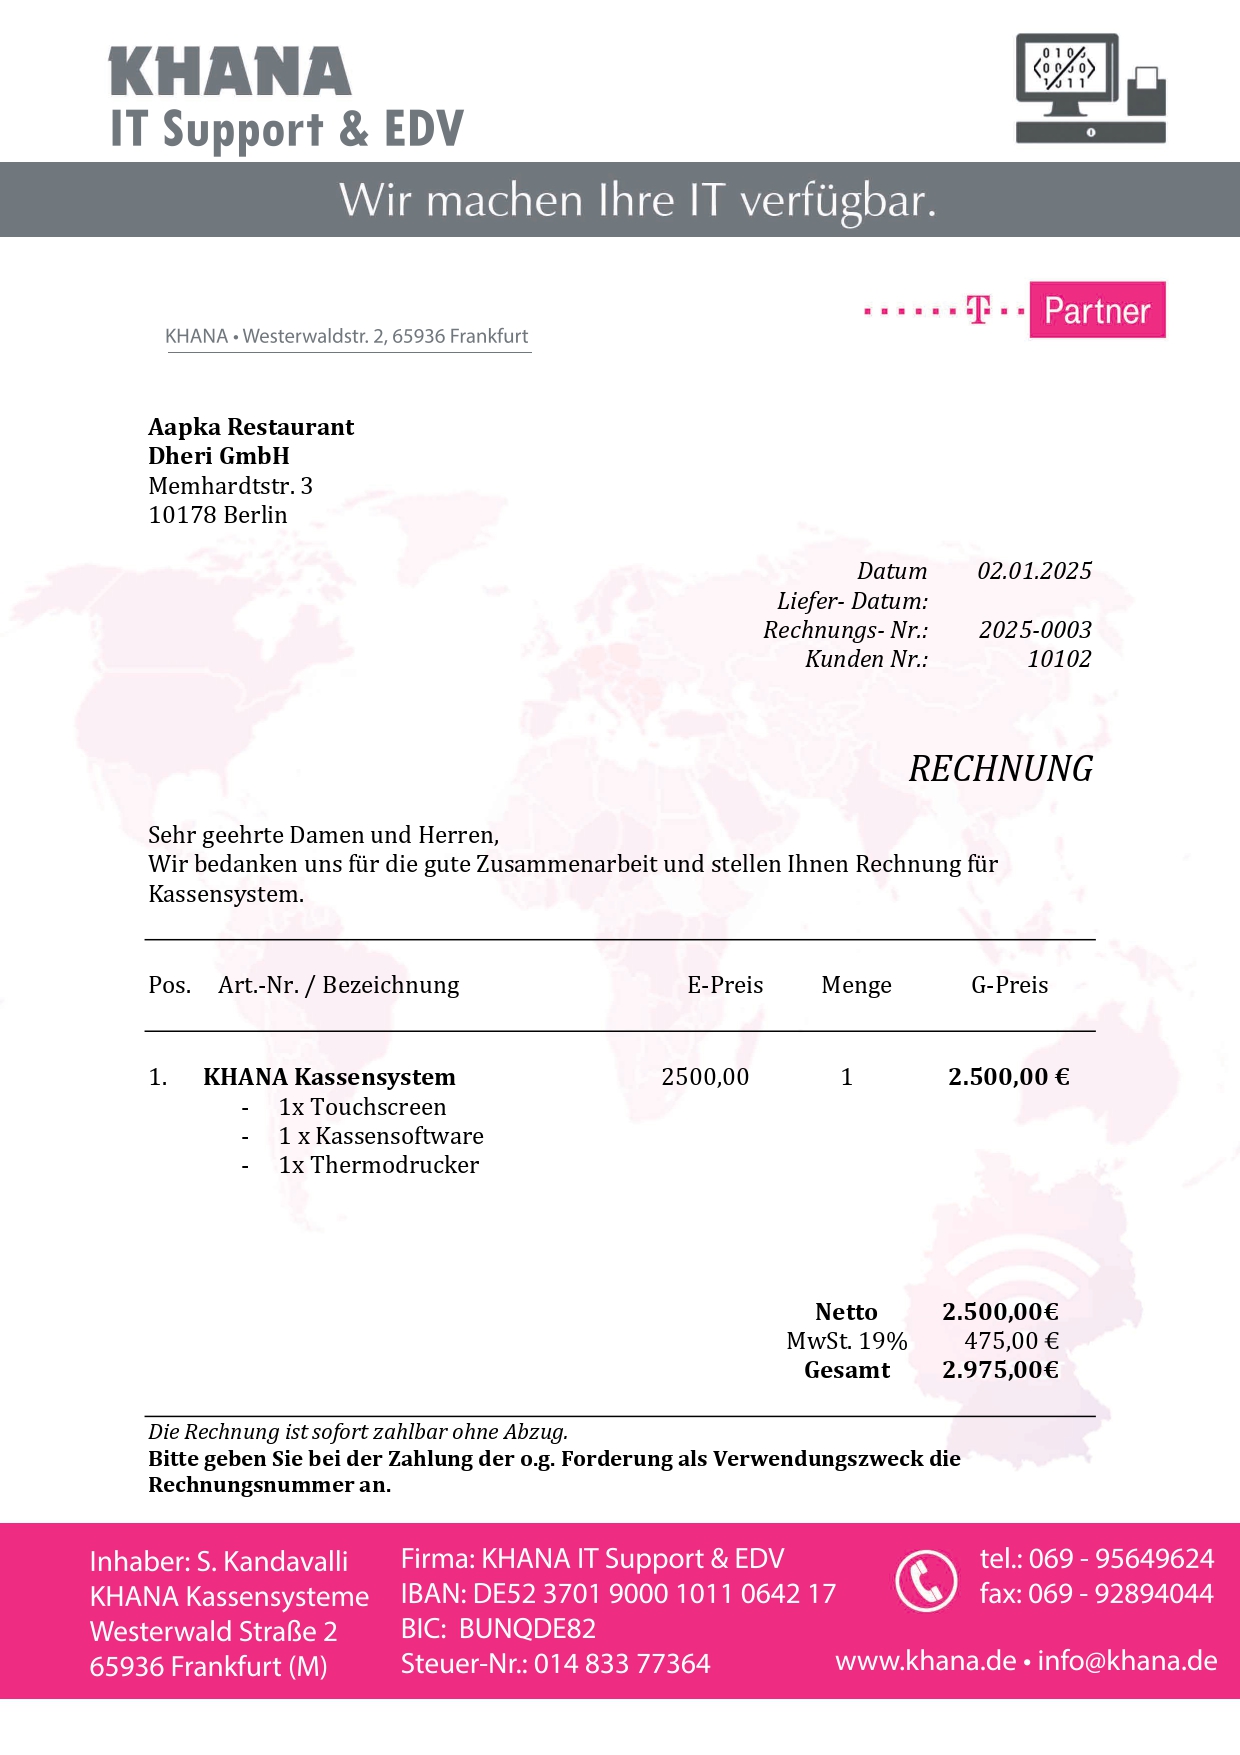 KHANA
IT Support & EDV
0101
0000
1011
Wir machen Ihre IT verfügbar.
T Partner
KHANA • Westerwaldstr. 2, 65936 Frankfurt
Aapka Restaurant
Dheri GmbH
Memhardtstr. 3
10178 Berlin
Datum 02.01.2025
Liefer- Datum:
Rechnungs- Nr.: 2025-0003
Kunden Nr.: 10102
RECHNUNG
Sehr geehrte Damen und Herren,
Wir bedanken uns für die gute Zusammenarbeit und stellen Ihnen Rechnung für
Kassensystem.
Pos. Art.-Nr. / Bezeichnung E-Preis Menge G-Preis
1. KHANA Kassensystem 2500,00 1 2.500,00 €
- 1x Touchscreen
- 1 x Kassensoftware
- 1x Thermodrucker
Netto 2.500,00€
MwSt. 19% 475,00 €
Gesamt 2.975,00€
Die Rechnung ist sofort zahlbar ohne Abzug.
Bitte geben Sie bei der Zahlung der o.g. Forderung als Verwendungszweck die
Rechnungsnummer an.
Inhaber: S. Kandavalli
KHANA Kassensysteme
Westerwald Straße 2
65936 Frankfurt (M)
Firma: KHANA IT Support & EDV
IBAN: DE52 3701 9000 1011 0642 17
BIC: BUNQDE82
Steuer-Nr.: 014 833 77364
tel.: 069 - 95649624
fax: 069 - 92894044
www.khana.de • info@khana.de